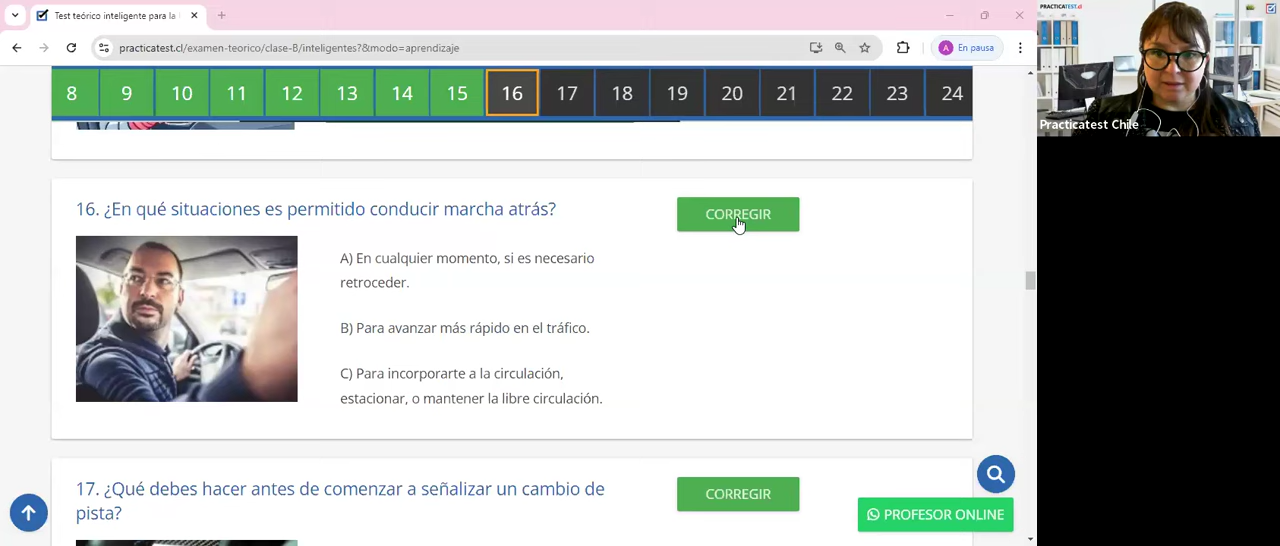 Test teórico inteligente para la
practicatest.cl/examen-teorico/clase-B/inteligentes?&modo=aprendizaje
A En pausa
PRACTICATEST.cl
Practicatest Chile
8 9 10 11 12 13 14 15 16 17 18 19 20 21 22 23 24
16. ¿En qué situaciones es permitido conducir marcha atrás?
CORREGIR
A) En cualquier momento, si es necesario
retroceder.
B) Para avanzar más rápido en el tráfico.
C) Para incorporarte a la circulación,
estacionar, o mantener la libre circulación.
17. ¿Qué debes hacer antes de comenzar a señalizar un cambio de
pista?
CORREGIR
PROFESOR ONLINE